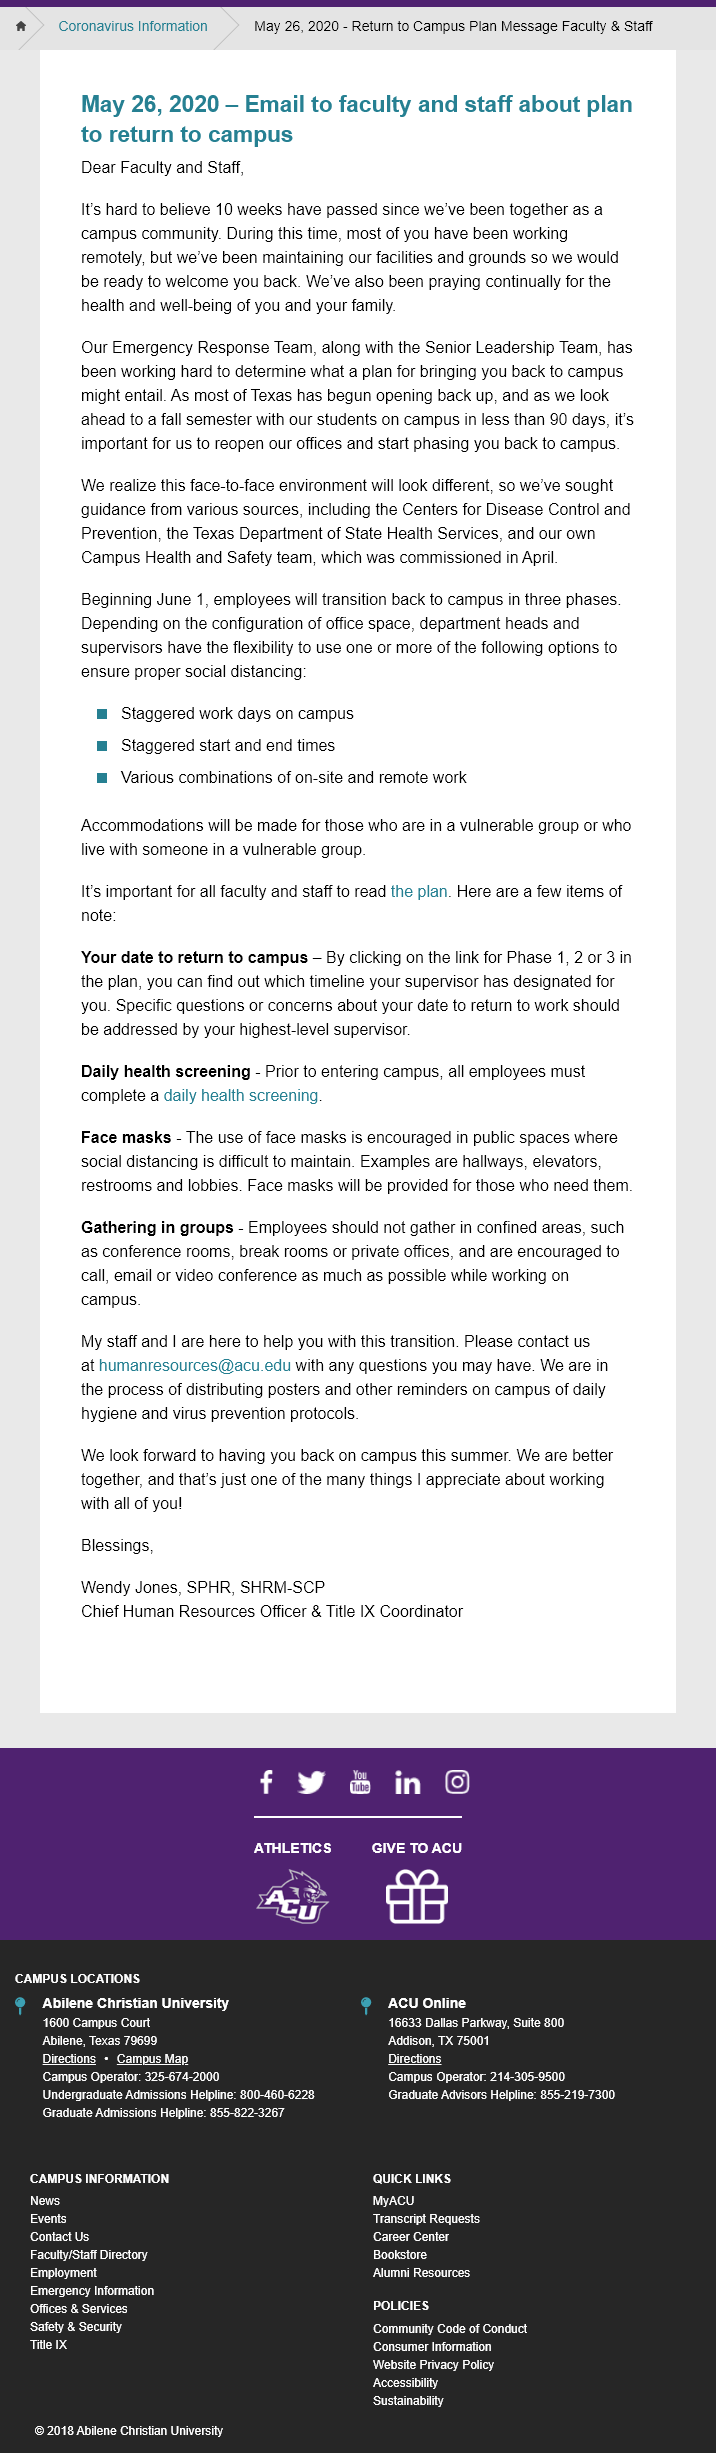 Coronavirus Information May 26, 2020 - Return to Campus Plan Message Faculty & Staff
May 26, 2020 – Email to faculty and staff about plan
to return to campus
Dear Faculty and Staff,
It’s hard to believe 10 weeks have passed since we’ve been together as a
campus community. During this time, most of you have been working
remotely, but we’ve been maintaining our facilities and grounds so we would
be ready to welcome you back. We’ve also been praying continually for the
health and well-being of you and your family.
Our Emergency Response Team, along with the Senior Leadership Team, has
been working hard to determine what a plan for bringing you back to campus
might entail. As most of Texas has begun opening back up, and as we look
ahead to a fall semester with our students on campus in less than 90 days, it’s
important for us to reopen our offices and start phasing you back to campus.
We realize this face-to-face environment will look different, so we’ve sought
guidance from various sources, including the Centers for Disease Control and
Prevention, the Texas Department of State Health Services, and our own
Campus Health and Safety team, which was commissioned in April.
Beginning June 1, employees will transition back to campus in three phases.
Depending on the configuration of office space, department heads and
supervisors have the flexibility to use one or more of the following options to
ensure proper social distancing:
Staggered work days on campus
Staggered start and end times
Various combinations of on-site and remote work
Accommodations will be made for those who are in a vulnerable group or who
live with someone in a vulnerable group.
It’s important for all faculty and staff to read the plan. Here are a few items of
note:
Your date to return to campus – By clicking on the link for Phase 1, 2 or 3 in
the plan, you can find out which timeline your supervisor has designated for
you. Specific questions or concerns about your date to return to work should
be addressed by your highest-level supervisor.
Daily health screening - Prior to entering campus, all employees must
complete a daily health screening.
Face masks - The use of face masks is encouraged in public spaces where
social distancing is difficult to maintain. Examples are hallways, elevators,
restrooms and lobbies. Face masks will be provided for those who need them.
Gathering in groups - Employees should not gather in confined areas, such
as conference rooms, break rooms or private offices, and are encouraged to
call, email or video conference as much as possible while working on
campus.
My staff and I are here to help you with this transition. Please contact us
at humanresources@acu.edu with any questions you may have. We are in
the process of distributing posters and other reminders on campus of daily
hygiene and virus prevention protocols.
We look forward to having you back on campus this summer. We are better
together, and that’s just one of the many things I appreciate about working
with all of you!
Blessings,
Wendy Jones, SPHR, SHRM-SCP
Chief Human Resources Officer & Title IX Coordinator
You Tube in
ATHLETICS GIVE TO ACU
ACU
CAMPUS LOCATIONS
Abilene Christian University
1600 Campus Court
Abilene, Texas 79699
Directions • Campus Map
Campus Operator: 325-674-2000
Undergraduate Admissions Helpline: 800-460-6228
Graduate Admissions Helpline: 855-822-3267
ACU Online
16633 Dallas Parkway, Suite 800
Addison, TX 75001
Directions
Campus Operator: 214-305-9500
Graduate Advisors Helpline: 855-219-7300
CAMPUS INFORMATION
News
Events
Contact Us
Faculty/Staff Directory
Employment
Emergency Information
Offices & Services
Safety & Security
Title IX
QUICK LINKS
MyACU
Transcript Requests
Career Center
Bookstore
Alumni Resources
POLICIES
Community Code of Conduct
Consumer Information
Website Privacy Policy
Accessibility
Sustainability
© 2018 Abilene Christian University